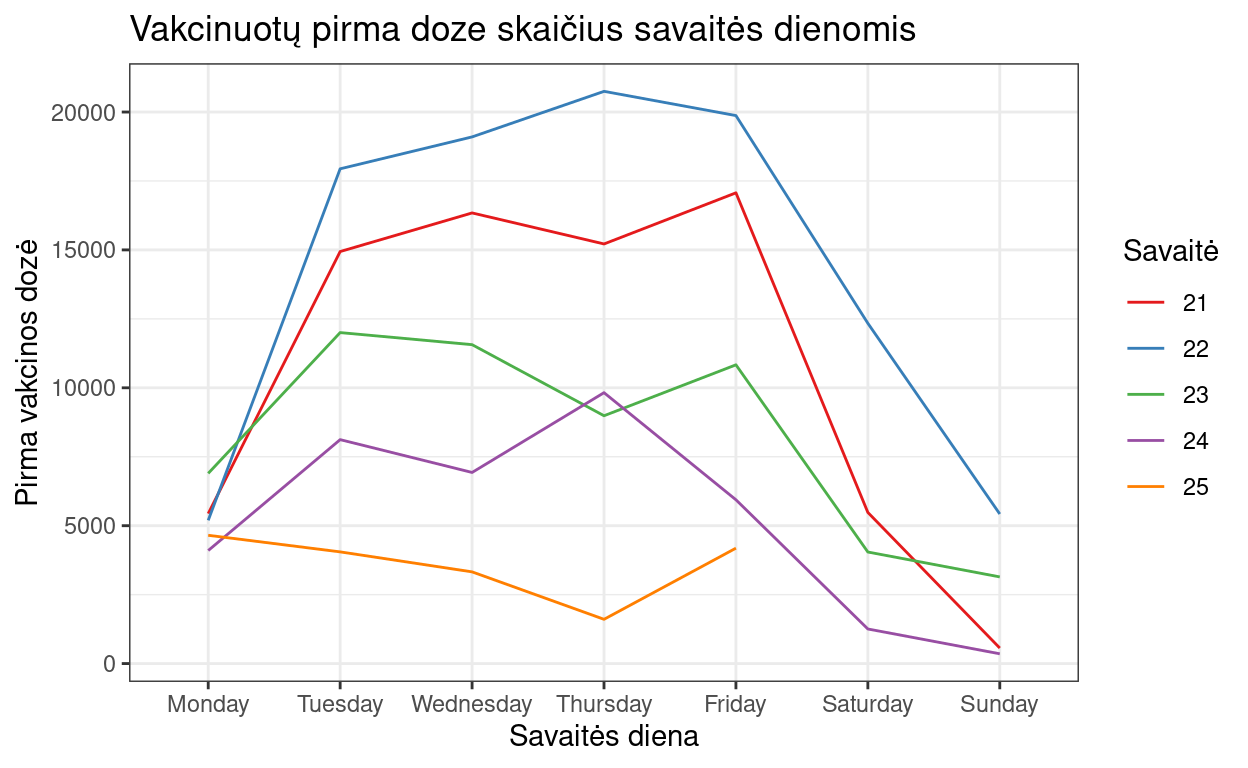 Vakcinuotų pirma doze skaičius savaitės dienomis
Pirma vakcinos dozė
20000
15000
10000
5000
0
Monday Tuesday Wednesday Thursday Friday Saturday Sunday
Savaitės diena
Savaitė
21
22
23
24
25